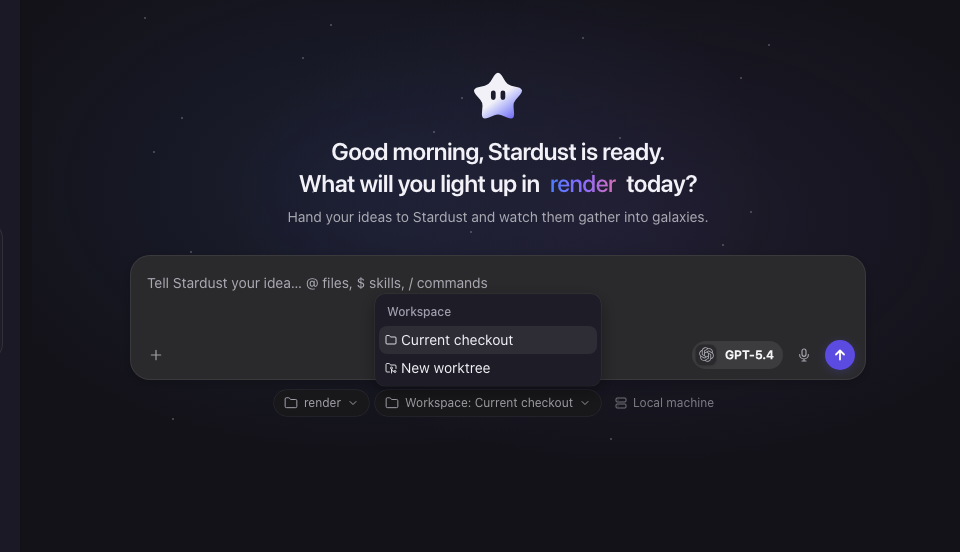 Good morning, Stardust is ready.
What will you light up in render today?
Hand your ideas to Stardust and watch them gather into galaxies.
Tell Stardust your idea... @ files, $ skills, / commands
Workspace
Current checkout
New worktree
GPT-5.4
render
Workspace: Current checkout
Local machine